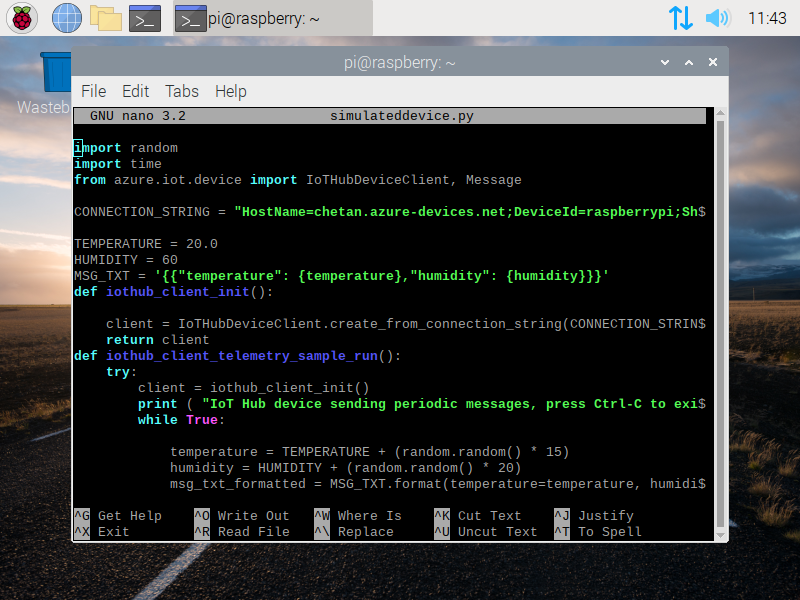 pi@raspberry: ~
11:43
Wasteb
pi@raspberry: ~
File Edit Tabs Help
GNU nano 3.2 simulateddevice.py
import random
import time
from azure.iot.device import IoTHubDeviceClient, Message
CONNECTION_STRING = "HostName=chetan.azure-devices.net;DeviceId=raspberrypi;Sh$
TEMPERATURE = 20.0
HUMIDITY = 60
MSG_TXT = '{{"temperature": {temperature},"humidity": {humidity}}}'
def iothub_client_init():
client = IoTHubDeviceClient.create_from_connection_string(CONNECTION_STRIN$
return client
def iothub_client_telemetry_sample_run():
try:
client = iothub_client_init()
print ( "IoT Hub device sending periodic messages, press Ctrl-C to exi$
while True:
temperature = TEMPERATURE + (random.random() * 15)
humidity = HUMIDITY + (random.random() * 20)
msg_txt_formatted = MSG_TXT.format(temperature=temperature, humidi$
^G Get Help ^O Write Out ^W Where Is ^K Cut Text ^J Justify
^X Exit ^R Read File ^\ Replace ^U Uncut Text ^T To Spell